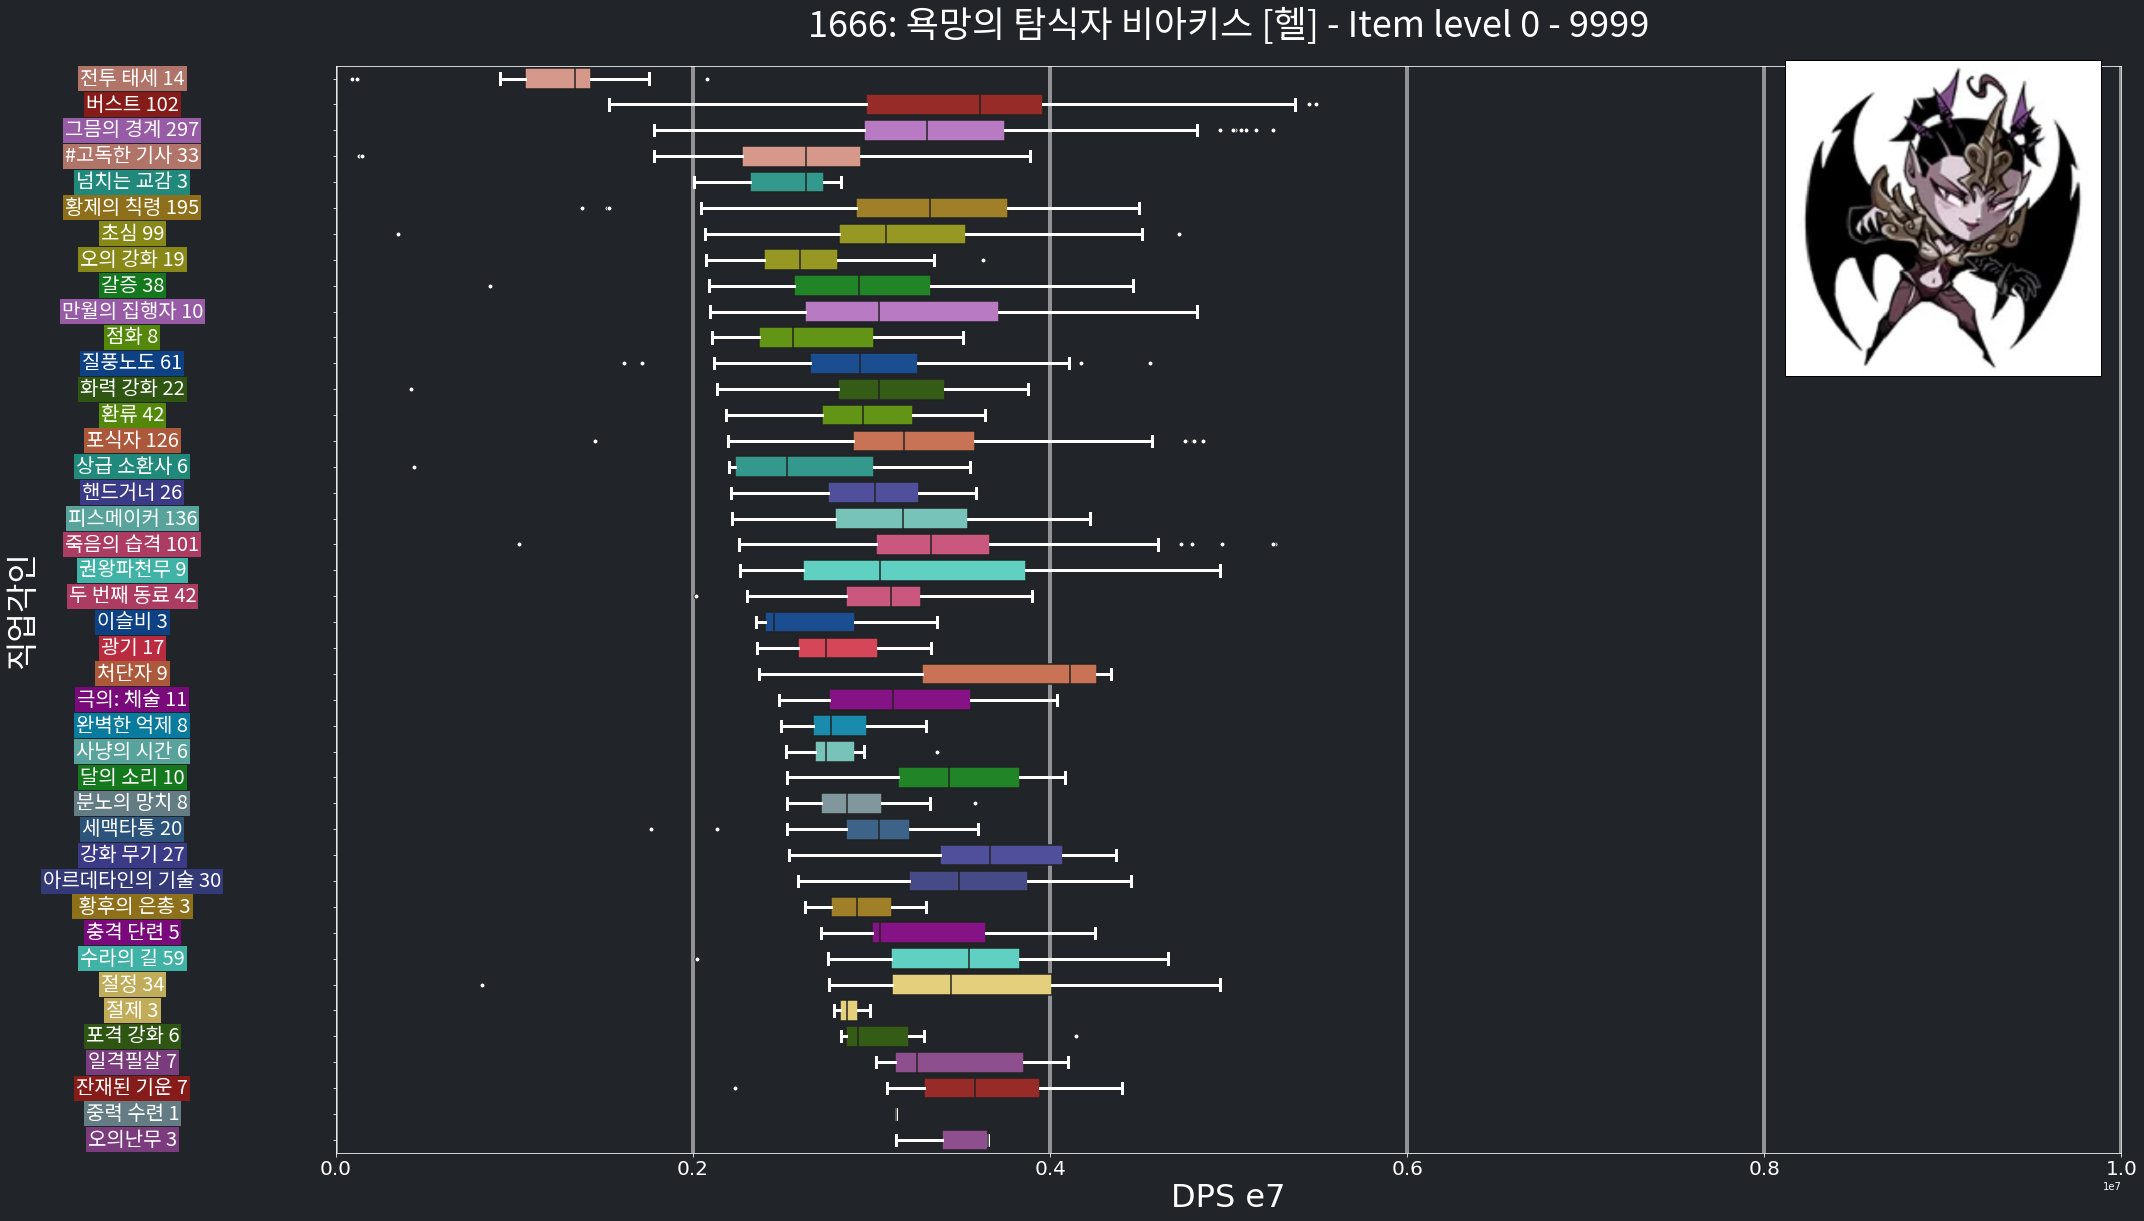 1666: 욕망의 탐식자 비아키스 [헬] - Item level 0 - 9999
전투 태세 14
버스트 102
그믐의 경계 297
#고독한 기사 33
넘치는 교감 3
황제의 칙령 195
초심 99
오의 강화 19
갈증 38
만월의 집행자 10
점화 8
질풍노도 61
화력 강화 22
환류 42
포식자 126
상급 소환사 6
핸드거너 26
피스메이커 136
죽음의 습격 101
권왕파천무 9
두 번째 동료 42
이슬비 3
광기 17
처단자 9
극의: 체술 11
완벽한 억제 8
사냥의 시간 6
달의 소리 10
분노의 망치 8
세맥타통 20
강화 무기 27
아르데타인의 기술 30
황후의 은총 3
충격 단련 5
수라의 길 59
절정 34
절제 3
포격 강화 6
일격필살 7
잔재된 기운 7
중력 수련 1
오의난무 3
직업각인
0.0 0.2 0.4 0.6 0.8 1.0
1e7
DPS e7